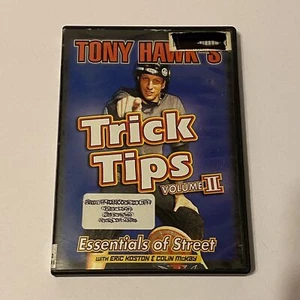 TONY HAWK'S
Trick
Tips
VOLUME II
Essentials of Street
WITH ERIC KOSTON & COLIN McKAY